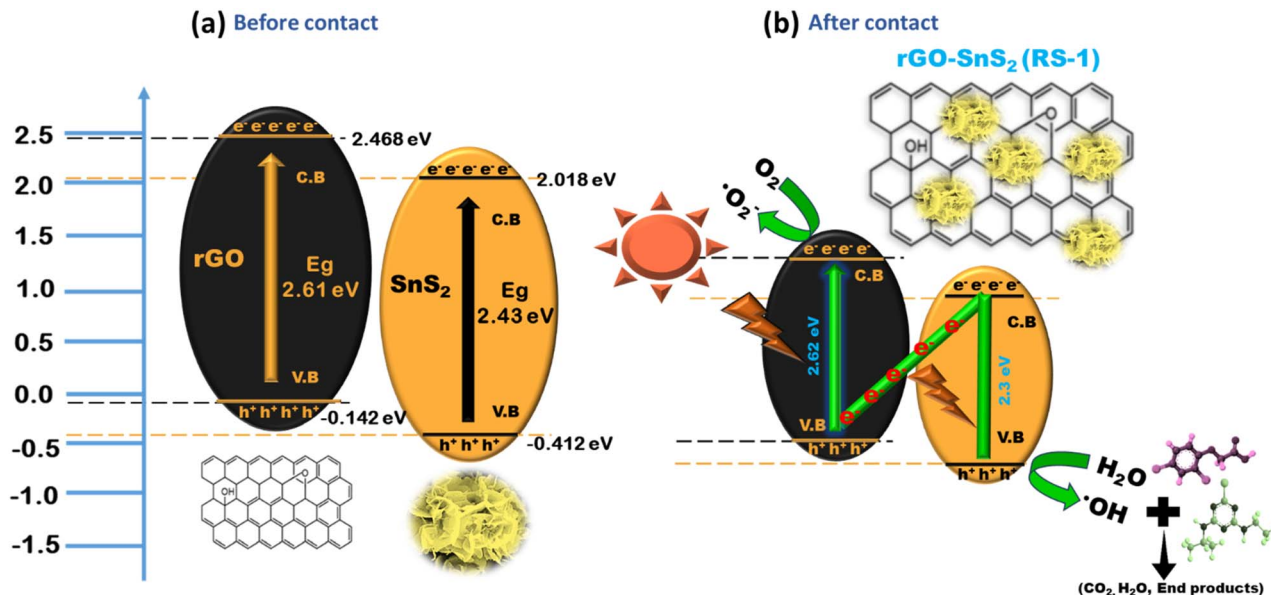 (a) Before contact
2.5
2.0
1.5
1.0
0.5
0.0
-0.5
-1.0
-1.5
e⁻ e⁻ e⁻ e⁻ e⁻
2.468 eV
C.B
rGO
Eg
2.61 eV
V.B
h⁺ h⁺ h⁺ h⁺
-0.142 eV
e⁻ e⁻ e⁻ e⁻ e⁻
2.018 eV
C.B
SnS₂
Eg
2.43 eV
V.B
h⁺ h⁺ h⁺
-0.412 eV
OH
O
(b) After contact
rGO-SnS₂ (RS-1)
O
OH
O₂
·O₂⁻
e⁻ e⁻ e⁻ e⁻
C.B
2.62 eV
V.B
h⁺ h⁺ h⁺
e⁻ e e⁻ e⁻ e
e⁻ e⁻ e⁻ e⁻
C.B
2.3 eV
V.B
h⁺ h⁺ h⁺
H₂O
·OH
+
(CO₂, H₂O, End products)